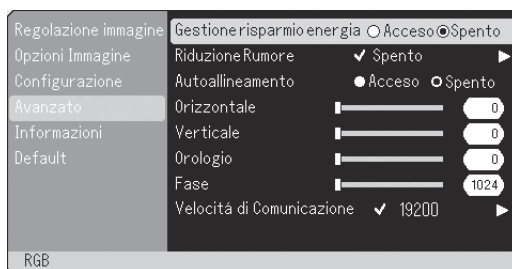 Regolazione immagine
Opzioni Immagine
Configurazione
Avanzato
Informazioni
Default
Gestione risparmio energia Acceso Spento
Riduzione Rumore ✔ Spento
Autoallineamento Acceso Spento
Orizzontale 0
Verticale 0
Orologio 0
Fase 1024
Velocitá di Comunicazione ✔ 19200
RGB